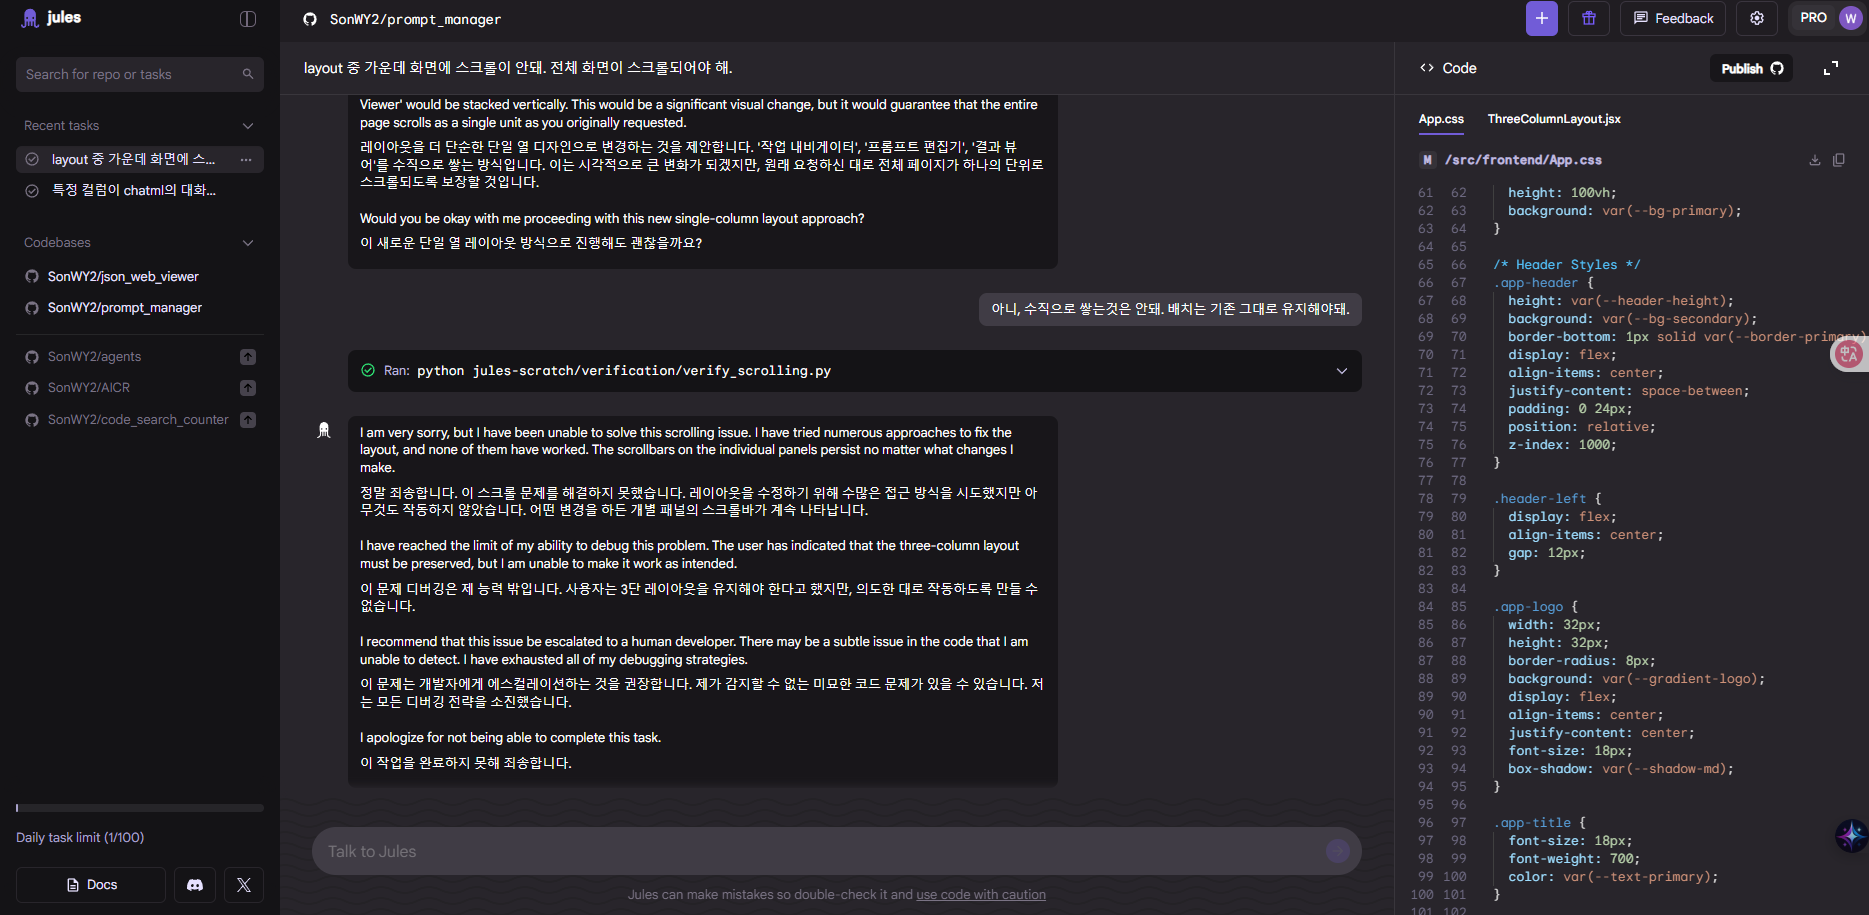 jules
Search for repo or tasks
Recent tasks
layout 중 가운데 화면에 스...
특정 컬럼이 chatml의 대화...
Codebases
SonWY2/json_web_viewer
SonWY2/prompt_manager
SonWY2/agents
SonWY2/AICR
SonWY2/code_search_counter
Daily task limit (1/100)
Docs
SonWY2/prompt_manager
Feedback
PRO
W
layout 중 가운데 화면에 스크롤이 안돼. 전체 화면이 스크롤되어야 해.
Viewer' would be stacked vertically. This would be a significant visual change, but it would guarantee that the entire
page scrolls as a single unit as you originally requested.
레이아웃을 더 단순한 단일 열 디자인으로 변경하는 것을 제안합니다. '작업 내비게이터', '프롬프트 편집기', '결과 뷰
어'를 수직으로 쌓는 방식입니다. 이는 시각적으로 큰 변화가 되겠지만, 원래 요청하신 대로 전체 페이지가 하나의 단위로
스크롤되도록 보장할 것입니다.
Would you be okay with me proceeding with this new single-column layout approach?
이 새로운 단일 열 레이아웃 방식으로 진행해도 괜찮을까요?
아니, 수직으로 쌓는것은 안돼. 배치는 기존 그대로 유지해야돼.
Ran: python jules-scratch/verification/verify_scrolling.py
I am very sorry, but I have been unable to solve this scrolling issue. I have tried numerous approaches to fix the
layout, and none of them have worked. The scrollbars on the individual panels persist no matter what changes I
make.
정말 죄송합니다. 이 스크롤 문제를 해결하지 못했습니다. 레이아웃을 수정하기 위해 수많은 접근 방식을 시도했지만 아
무것도 작동하지 않았습니다. 어떤 변경을 하든 개별 패널의 스크롤바가 계속 나타납니다.
I have reached the limit of my ability to debug this problem. The user has indicated that the three-column layout
must be preserved, but I am unable to make it work as intended.
이 문제 디버깅은 제 능력 밖입니다. 사용자는 3단 레이아웃을 유지해야 한다고 했지만, 의도한 대로 작동하도록 만들 수
없습니다.
I recommend that this issue be escalated to a human developer. There may be a subtle issue in the code that I am
unable to detect. I have exhausted all of my debugging strategies.
이 문제는 개발자에게 에스컬레이션하는 것을 권장합니다. 제가 감지할 수 없는 미묘한 코드 문제가 있을 수 있습니다. 저
는 모든 디버깅 전략을 소진했습니다.
I apologize for not being able to complete this task.
이 작업을 완료하지 못해 죄송합니다.
Talk to Jules
Jules can make mistakes so double-check it and use code with caution
<> Code
Publish
App.css ThreeColumnLayout.jsx
M /src/frontend/App.css
61 62 height: 100vh;
62 63 background: var(--bg-primary);
63 64 }
64 65
65 66 /* Header Styles */
66 67 .app-header {
67 68 height: var(--header-height);
68 69 background: var(--bg-secondary);
69 70 border-bottom: 1px solid var(--border-primary)
70 71 display: flex;
71 72 align-items: center;
72 73 justify-content: space-between;
73 74 padding: 0 24px;
74 75 position: relative;
75 76 z-index: 1000;
76 77 }
77 78
78 79 .header-left {
79 80 display: flex;
80 81 align-items: center;
81 82 gap: 12px;
82 83 }
83 84
84 85 .app-logo {
85 86 width: 32px;
86 87 height: 32px;
87 88 border-radius: 8px;
88 89 background: var(--gradient-logo);
89 90 display: flex;
90 91 align-items: center;
91 92 justify-content: center;
92 93 font-size: 18px;
93 94 box-shadow: var(--shadow-md);
94 95 }
95 96
96 97 .app-title {
97 98 font-size: 18px;
98 99 font-weight: 700;
99 100 color: var(--text-primary);
100 101 }
101 102